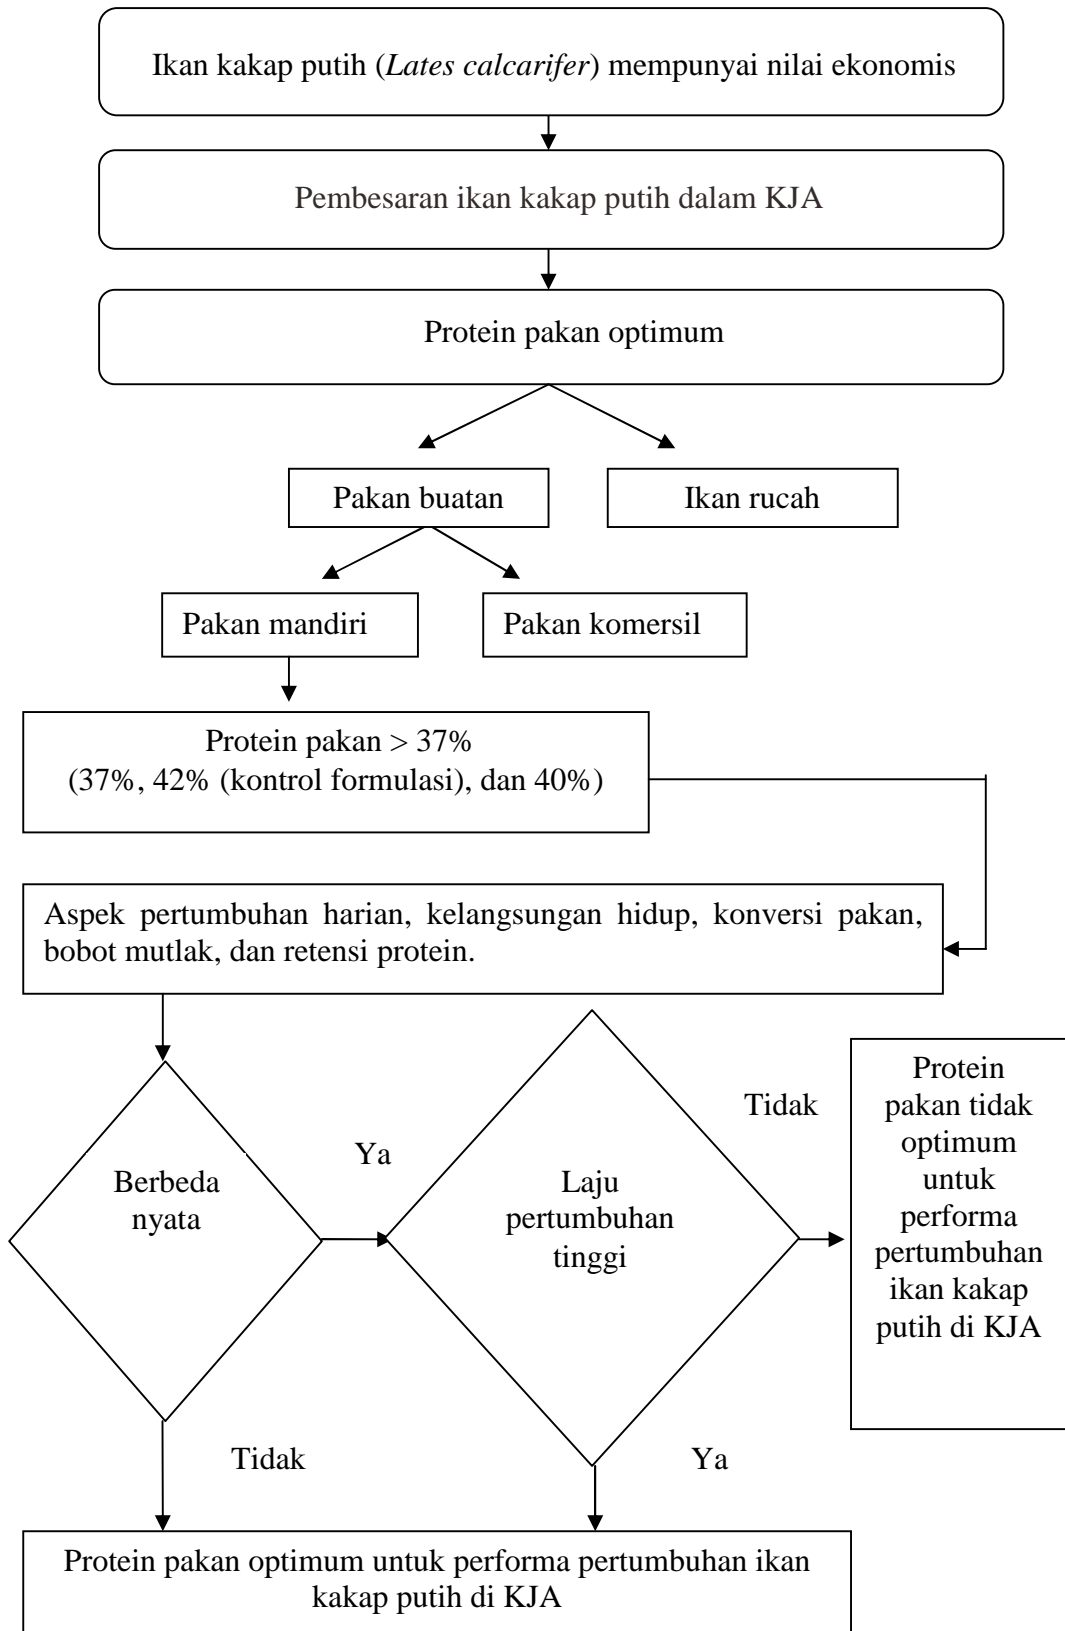 Ikan kakap putih (Lates calcarifer) mempunyai nilai ekonomis
Pembesaran ikan kakap putih dalam KJA
Protein pakan optimum
Pakan buatan
Ikan rucah
Pakan mandiri
Pakan komersil
Protein pakan > 37%
(37%, 42% (kontrol formulasi), dan 40%)
Aspek pertumbuhan harian, kelangsungan hidup, konversi pakan,
bobot mutlak, dan retensi protein.
Berbeda
nyata
Ya
Laju
pertumbuhan
tinggi
Tidak
Protein
pakan tidak
optimum
untuk
performa
pertumbuhan
ikan kakap
putih di KJA
Tidak
Ya
Protein pakan optimum untuk performa pertumbuhan ikan
kakap putih di KJA